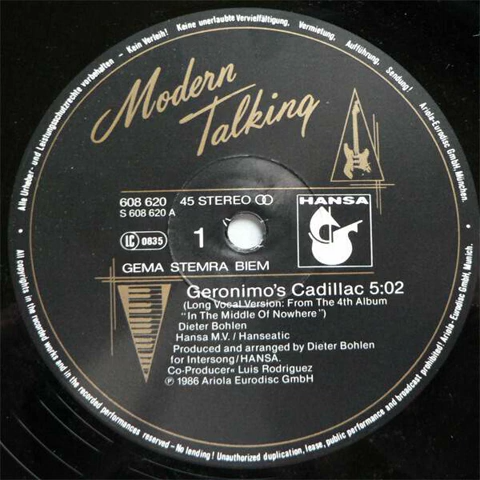 Alle Urheber- und Leistungsschutzrechte vorbehalten - Kein Verleih! Keine unerlaubte Vervielfältigung, Vermietung, Aufführung, Sendung! Ariola-Eurodisc GmbH, München.
Modern
Talking
608 620 45 STEREO
S 608 620 A
HANSA
LC 0835
1
GEMA STEMRA BIEM
Geronimo's Cadillac 5:02
(Long Vocal Version: From The 4th Album
"In The Middle Of Nowhere")
Dieter Bohlen
Hansa M.V. / Hanseatic
Produced and arranged by Dieter Bohlen
for Intersong/HANSA.
Co-Producer: Luis Rodriguez
℗ 1986 Ariola Eurodisc GmbH
All copyrights in the recorded works and in the recorded performances reserved – No lending! Unauthorized duplication, lease, public performance and broadcast prohibited! Ariola-Eurodisc GmbH, Munich.